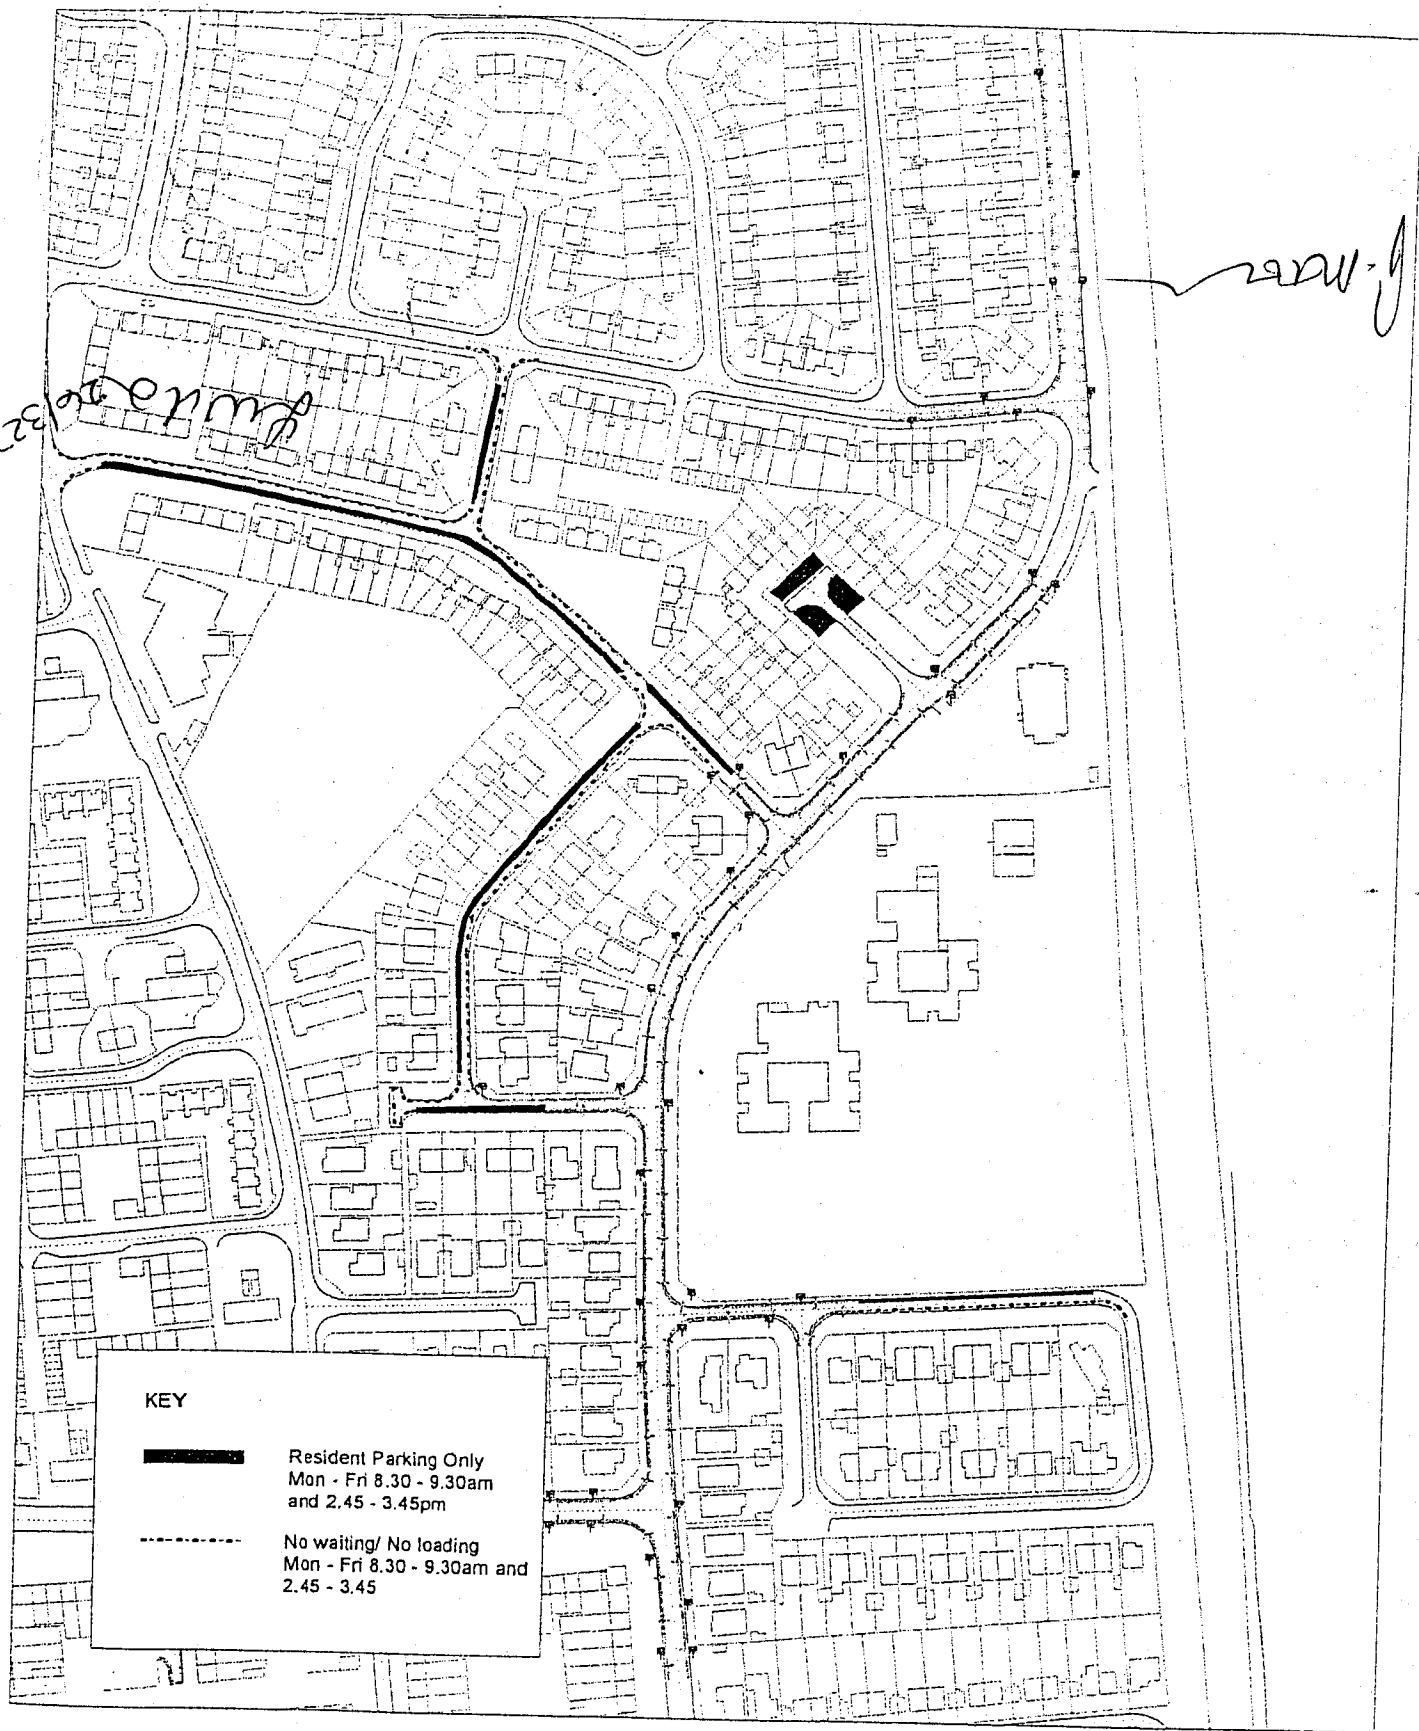 KEY
Resident Parking Only
Mon - Fri 8.30 - 9.30am
and 2.45 - 3.45pm
No waiting/ No loading
Mon - Fri 8.30 - 9.30am and
2.45 - 3.45